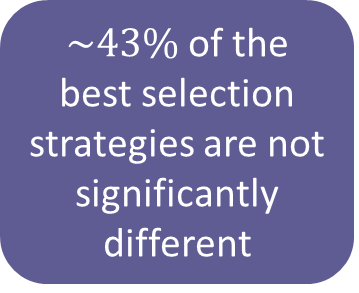 ~43% of the
best selection
strategies are not
significantly
different